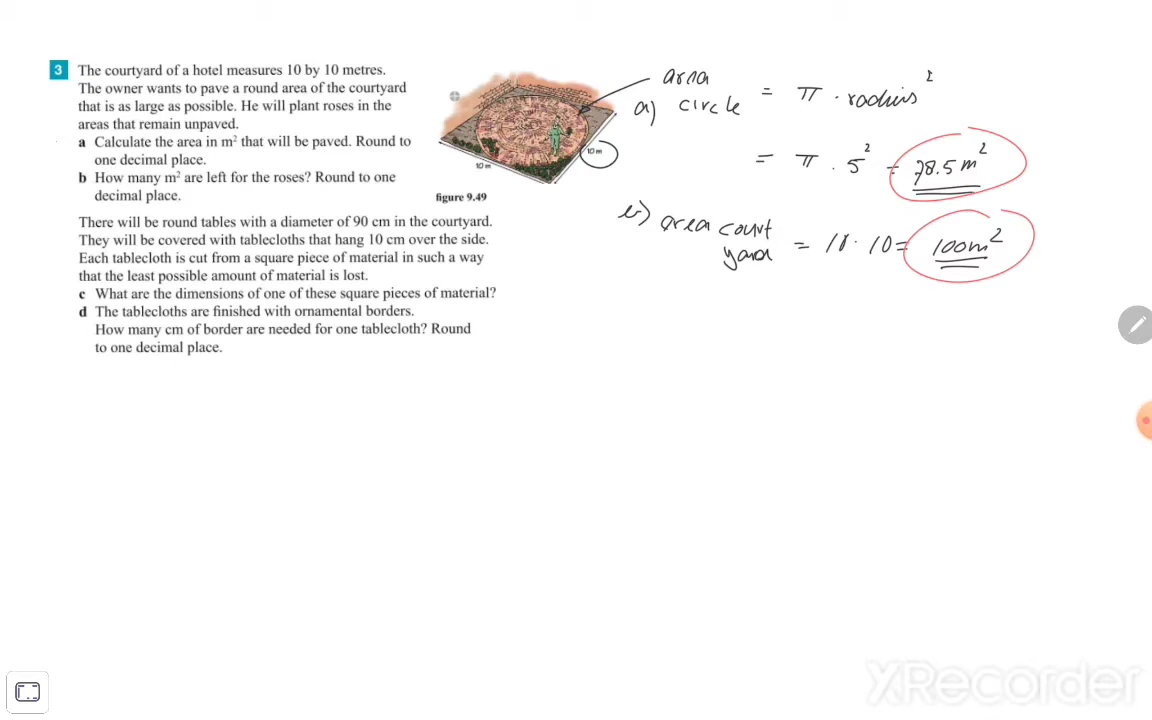 3 The courtyard of a hotel measures 10 by 10 metres.
The owner wants to pave a round area of the courtyard
that is as large as possible. He will plant roses in the
areas that remain unpaved.
a Calculate the area in m² that will be paved. Round to
one decimal place.
b How many m² are left for the roses? Round to one
decimal place.
10 m
10 m
figure 9.49
There will be round tables with a diameter of 90 cm in the courtyard.
They will be covered with tablecloths that hang 10 cm over the side.
Each tablecloth is cut from a square piece of material in such a way
that the least possible amount of material is lost.
c What are the dimensions of one of these square pieces of material?
d The tablecloths are finished with ornamental borders.
How many cm of border are needed for one tablecloth? Round
to one decimal place.
area
a) circle = π · radius²
= π · 5² = 78.5 m²
b) area court
yard = 10 · 10 = 100 m²
XRecorder